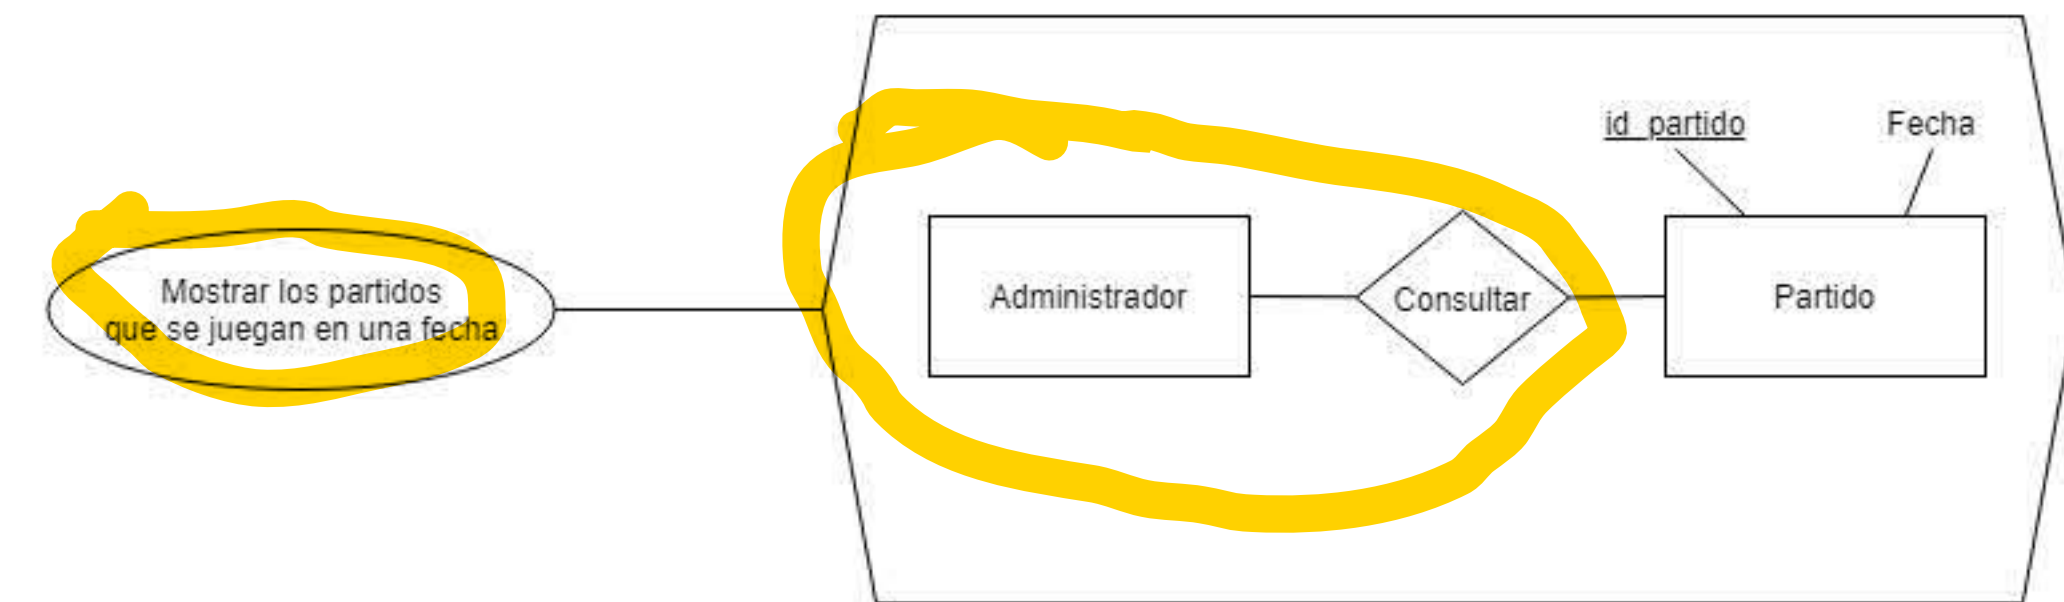 id_partido
Fecha
Mostrar los partidos
que se juegan en una fecha
Administrador
Consultar
Partido